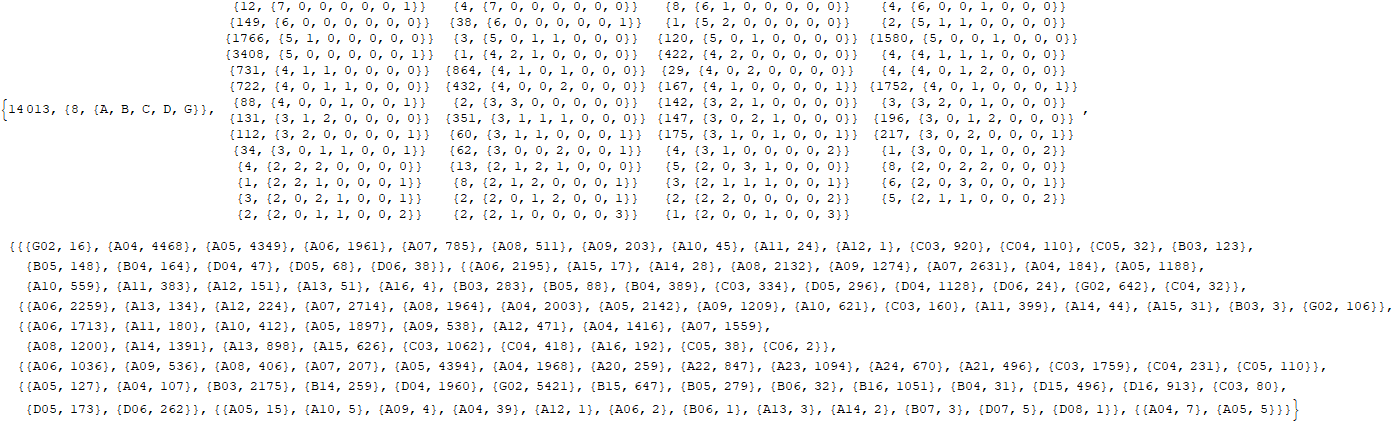 {12, {7, 0, 0, 0, 0, 0, 1}} {4, {7, 0, 0, 0, 0, 0, 0}} {8, {6, 1, 0, 0, 0, 0, 0}} {4, {6, 0, 0, 1, 0, 0, 0}}
{149, {6, 0, 0, 0, 0, 0, 0}} {38, {6, 0, 0, 0, 0, 0, 1}} {1, {5, 2, 0, 0, 0, 0, 0}} {2, {5, 1, 1, 0, 0, 0, 0}}
{1766, {5, 1, 0, 0, 0, 0, 0}} {3, {5, 0, 1, 1, 0, 0, 0}} {120, {5, 0, 1, 0, 0, 0, 0}} {1580, {5, 0, 0, 1, 0, 0, 0}}
{3408, {5, 0, 0, 0, 0, 0, 1}} {1, {4, 2, 1, 0, 0, 0, 0}} {422, {4, 2, 0, 0, 0, 0, 0}} {4, {4, 1, 1, 1, 0, 0, 0}}
{731, {4, 1, 1, 0, 0, 0, 0}} {864, {4, 1, 0, 1, 0, 0, 0}} {29, {4, 0, 2, 0, 0, 0, 0}} {4, {4, 0, 1, 2, 0, 0, 0}}
{722, {4, 0, 1, 1, 0, 0, 0}} {432, {4, 0, 0, 2, 0, 0, 0}} {167, {4, 1, 0, 0, 0, 0, 1}} {1752, {4, 0, 1, 0, 0, 0, 1}}
{14 013, {8, {A, B, C, D, G}}, {88, {4, 0, 0, 1, 0, 0, 1}} {2, {3, 3, 0, 0, 0, 0, 0}} {142, {3, 2, 1, 0, 0, 0, 0}} {3, {3, 2, 0, 1, 0, 0, 0}} ,
{131, {3, 1, 2, 0, 0, 0, 0}} {351, {3, 1, 1, 1, 0, 0, 0}} {147, {3, 0, 2, 1, 0, 0, 0}} {196, {3, 0, 1, 2, 0, 0, 0}}
{112, {3, 2, 0, 0, 0, 0, 1}} {60, {3, 1, 1, 0, 0, 0, 1}} {175, {3, 1, 0, 1, 0, 0, 1}} {217, {3, 0, 2, 0, 0, 0, 1}}
{34, {3, 0, 1, 1, 0, 0, 1}} {62, {3, 0, 0, 2, 0, 0, 1}} {4, {3, 1, 0, 0, 0, 0, 2}} {1, {3, 0, 0, 1, 0, 0, 2}}
{4, {2, 2, 2, 0, 0, 0, 0}} {13, {2, 1, 2, 1, 0, 0, 0}} {5, {2, 0, 3, 1, 0, 0, 0}} {8, {2, 0, 2, 2, 0, 0, 0}}
{1, {2, 2, 1, 0, 0, 0, 1}} {8, {2, 1, 2, 0, 0, 0, 1}} {3, {2, 1, 1, 1, 0, 0, 1}} {6, {2, 0, 3, 0, 0, 0, 1}}
{3, {2, 0, 2, 1, 0, 0, 1}} {2, {2, 0, 1, 2, 0, 0, 1}} {2, {2, 2, 0, 0, 0, 0, 2}} {5, {2, 1, 1, 0, 0, 0, 2}}
{2, {2, 0, 1, 1, 0, 0, 2}} {2, {2, 1, 0, 0, 0, 0, 3}} {1, {2, 0, 0, 1, 0, 0, 3}}
{{{G02, 16}, {A04, 4468}, {A05, 4349}, {A06, 1961}, {A07, 785}, {A08, 511}, {A09, 203}, {A10, 45}, {A11, 24}, {A12, 1}, {C03, 920}, {C04, 110}, {C05, 32}, {B03, 123},
{B05, 148}, {B04, 164}, {D04, 47}, {D05, 68}, {D06, 38}}, {{A06, 2195}, {A15, 17}, {A14, 28}, {A08, 2132}, {A09, 1274}, {A07, 2631}, {A04, 184}, {A05, 1188},
{A10, 559}, {A11, 383}, {A12, 151}, {A13, 51}, {A16, 4}, {B03, 283}, {B05, 88}, {B04, 389}, {C03, 334}, {D05, 296}, {D04, 1128}, {D06, 24}, {G02, 642}, {C04, 32}},
{{A06, 2259}, {A13, 134}, {A12, 224}, {A07, 2714}, {A08, 1964}, {A04, 2003}, {A05, 2142}, {A09, 1209}, {A10, 621}, {C03, 160}, {A11, 399}, {A14, 44}, {A15, 31}, {B03, 3}, {G02, 106}},
{{A06, 1713}, {A11, 180}, {A10, 412}, {A05, 1897}, {A09, 538}, {A12, 471}, {A04, 1416}, {A07, 1559},
{A08, 1200}, {A14, 1391}, {A13, 898}, {A15, 626}, {C03, 1062}, {C04, 418}, {A16, 192}, {C05, 38}, {C06, 2}},
{{A06, 1036}, {A09, 536}, {A08, 406}, {A07, 207}, {A05, 4394}, {A04, 1968}, {A20, 259}, {A22, 847}, {A23, 1094}, {A24, 670}, {A21, 496}, {C03, 1759}, {C04, 231}, {C05, 110}},
{{A05, 127}, {A04, 107}, {B03, 2175}, {B14, 259}, {D04, 1960}, {G02, 5421}, {B15, 647}, {B05, 279}, {B06, 32}, {B16, 1051}, {B04, 31}, {D15, 496}, {D16, 913}, {C03, 80},
{D05, 173}, {D06, 262}}, {{A05, 15}, {A10, 5}, {A09, 4}, {A04, 39}, {A12, 1}, {A06, 2}, {B06, 1}, {A13, 3}, {A14, 2}, {B07, 3}, {D07, 5}, {D08, 1}}, {{A04, 7}, {A05, 5}}}}